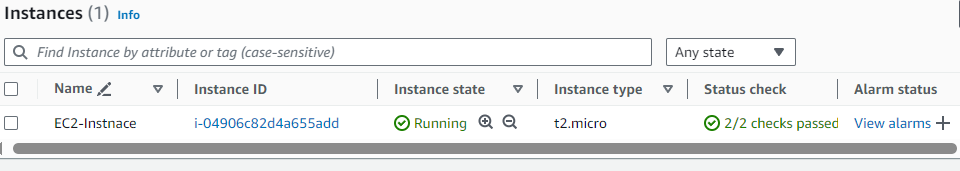 Instances (1) Info
Find Instance by attribute or tag (case-sensitive) Any state
Name Instance ID Instance state Instance type Status check Alarm status
EC2-Instnace i-04906c82d4a655add Running t2.micro 2/2 checks passed View alarms